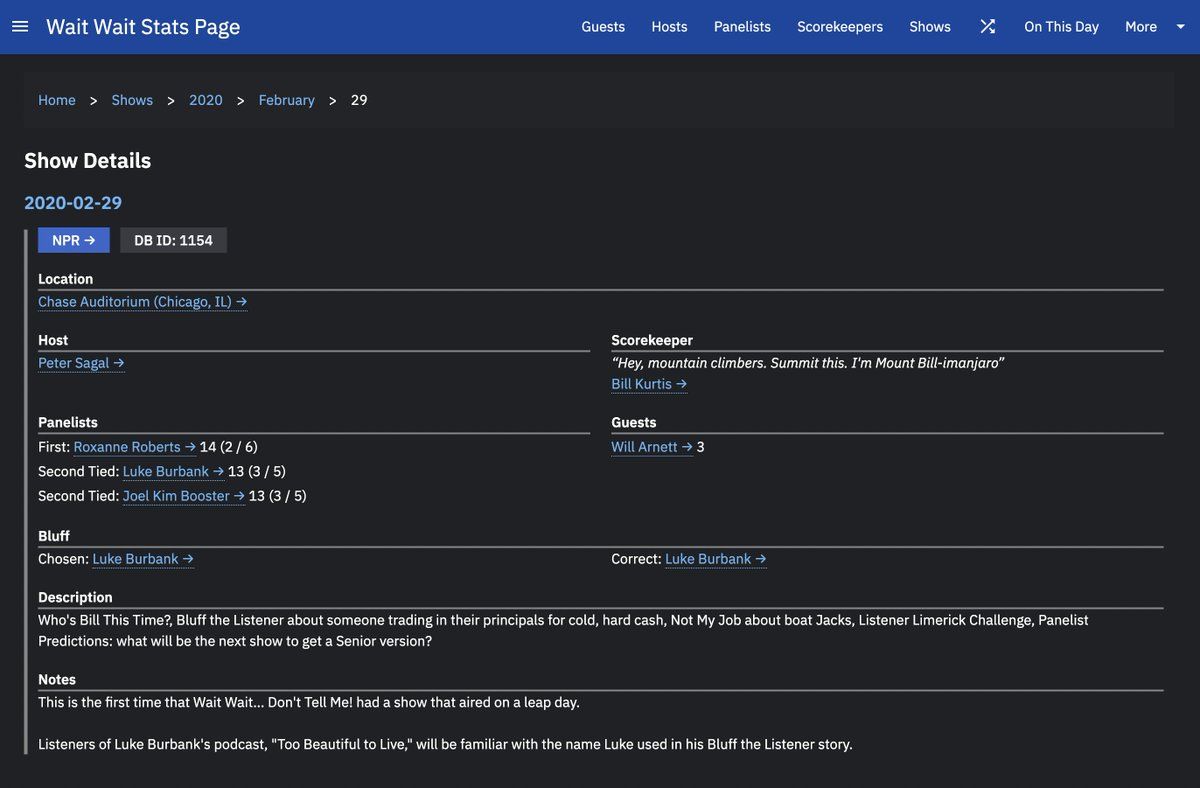 Wait Wait Stats Page
Guests Hosts Panelists Scorekeepers Shows On This Day More
Home > Shows > 2020 > February > 29
Show Details
2020-02-29
NPR → DB ID: 1154
Location
Chase Auditorium (Chicago, IL) →
Host
Peter Sagal →
Scorekeeper
“Hey, mountain climbers. Summit this. I'm Mount Bill-imanjaro”
Bill Kurtis →
Panelists
First: Roxanne Roberts → 14 (2 / 6)
Second Tied: Luke Burbank → 13 (3 / 5)
Second Tied: Joel Kim Booster → 13 (3 / 5)
Guests
Will Arnett → 3
Bluff
Chosen: Luke Burbank →
Correct: Luke Burbank →
Description
Who's Bill This Time?, Bluff the Listener about someone trading in their principals for cold, hard cash, Not My Job about boat Jacks, Listener Limerick Challenge, Panelist
Predictions: what will be the next show to get a Senior version?
Notes
This is the first time that Wait Wait... Don't Tell Me! had a show that aired on a leap day.
Listeners of Luke Burbank's podcast, "Too Beautiful to Live," will be familiar with the name Luke used in his Bluff the Listener story.